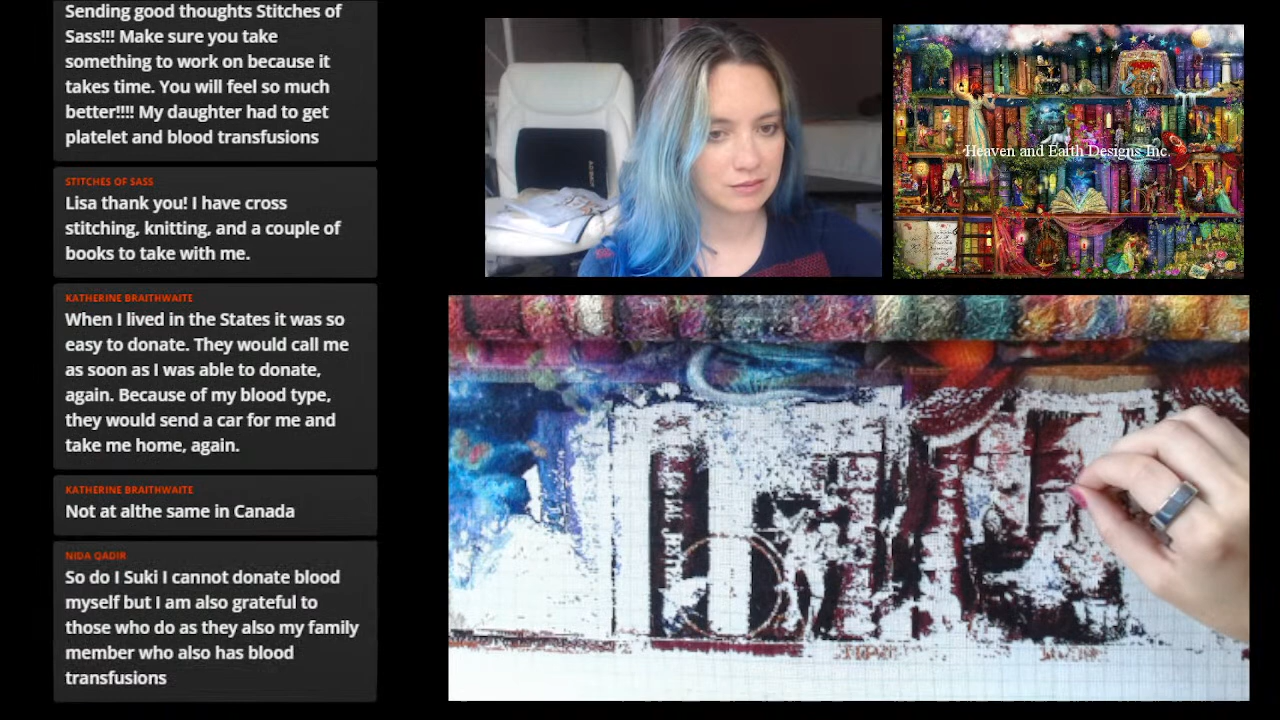 Sending good thoughts Stitches of
Sass!!! Make sure you take
something to work on because it
takes time. You will feel so much
better!!!! My daughter had to get
platelet and blood transfusions
STITCHES OF SASS
Lisa thank you! I have cross
stitching, knitting, and a couple of
books to take with me.
KATHERINE BRAITHWAITE
When I lived in the States it was so
easy to donate. They would call me
as soon as I was able to donate,
again. Because of my blood type,
they would send a car for me and
take me home, again.
KATHERINE BRAITHWAITE
Not at althe same in Canada
NIDA QADIR
So do I Suki I cannot donate blood
myself but I am also grateful to
those who do as they also my family
member who also has blood
transfusions
Heaven and Earth Designs Inc.